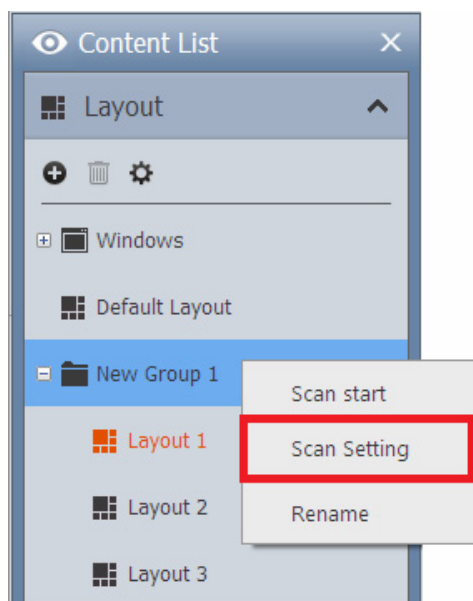 Content List
Layout
Windows
Default Layout
New Group 1
Scan start
Layout 1
Scan Setting
Layout 2
Rename
Layout 3